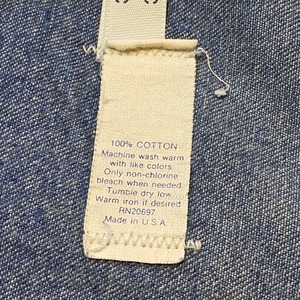 100% COTTON
Machine wash warm
with like colors.
Only non-chlorine
bleach when needed.
Tumble dry low.
Warm iron if desired
RN20697
Made in U.S.A.